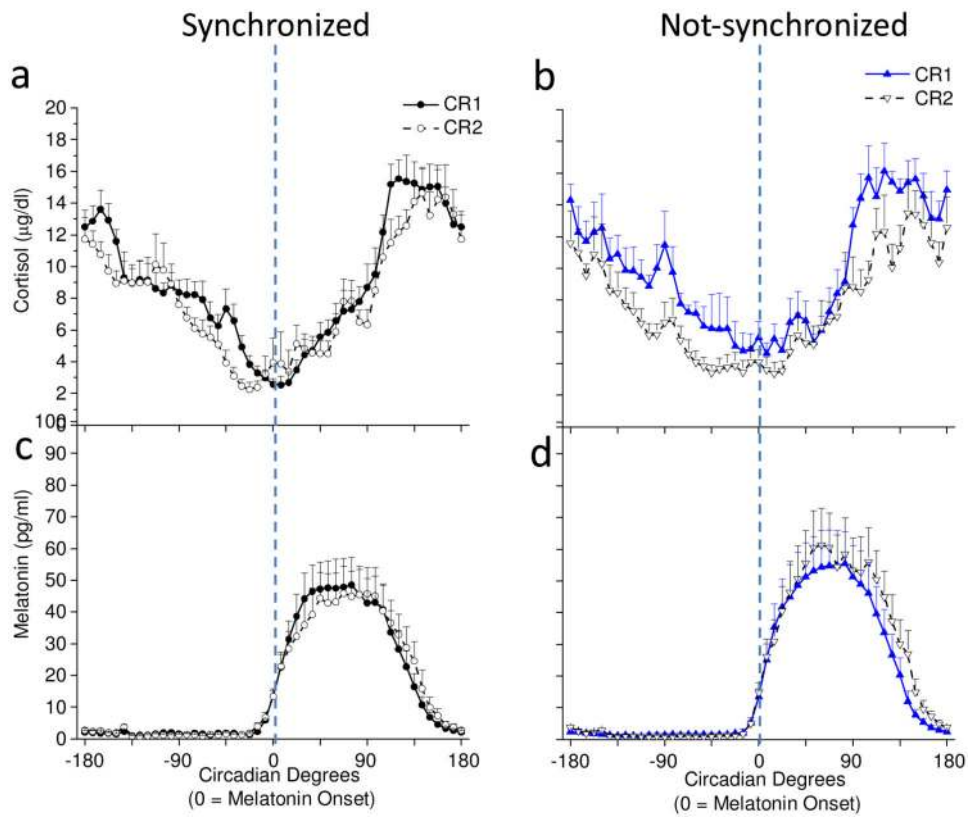 Synchronized
Not-synchronized
a
b
CR1
CR2
CR1
CR2
Cortisol (μg/dl)
20
18
16
14
12
10
8
6
4
2
0
c
d
Melatonin (pg/ml)
100
90
80
70
60
50
40
30
20
10
0
-180
-90
0
90
180
-180
-90
0
90
180
Circadian Degrees
(0 = Melatonin Onset)
Circadian Degrees
(0 = Melatonin Onset)